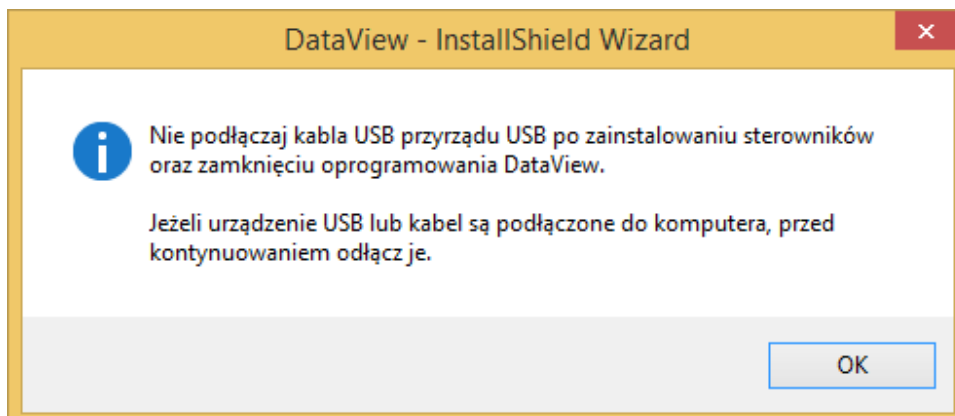 DataView - InstallShield Wizard
Nie podłączaj kabla USB przyrządu USB po zainstalowaniu sterowników
oraz zamknięciu oprogramowania DataView.
Jeżeli urządzenie USB lub kabel są podłączone do komputera, przed
kontynuowaniem odłącz je.
OK